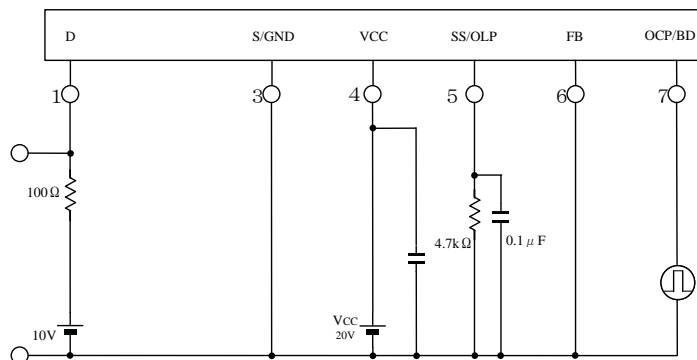 D S/GND VCC SS/OLP FB OCP/BD
1 3 4 5 6 7
100Ω
4.7kΩ 0.1μF
10V
VCC
20V